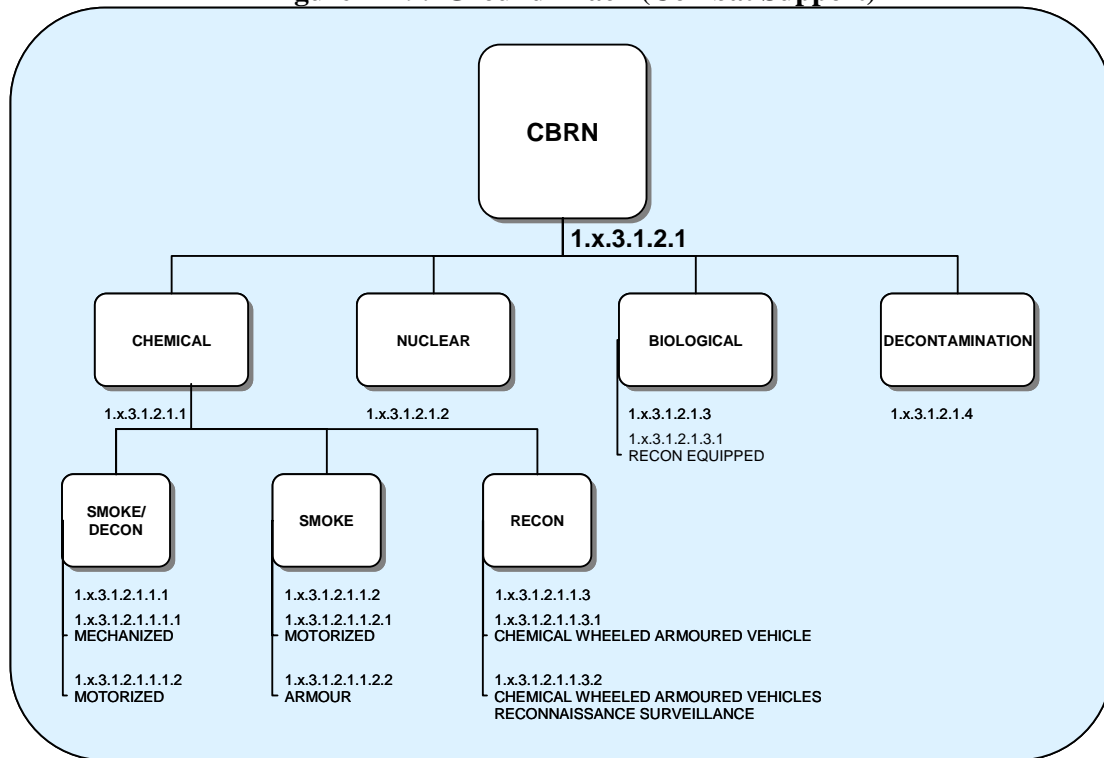 Ground Track (Combat Support)
CBRN
1.x.3.1.2.1
CHEMICAL
NUCLEAR
BIOLOGICAL
DECONTAMINATION
1.x.3.1.2.1.1
1.x.3.1.2.1.2
1.x.3.1.2.1.3
1.x.3.1.2.1.4
1.x.3.1.2.1.3.1
RECON EQUIPPED
SMOKE/
DECON
SMOKE
RECON
1.x.3.1.2.1.1.1
1.x.3.1.2.1.1.2
1.x.3.1.2.1.1.3
1.x.3.1.2.1.1.1.1
MECHANIZED
1.x.3.1.2.1.1.2.1
MOTORIZED
1.x.3.1.2.1.1.3.1
CHEMICAL WHEELED ARMOURED VEHICLE
1.x.3.1.2.1.1.1.2
MOTORIZED
1.x.3.1.2.1.1.2.2
ARMOUR
1.x.3.1.2.1.1.3.2
CHEMICAL WHEELED ARMOURED VEHICLES
RECONNAISSANCE SURVEILLANCE